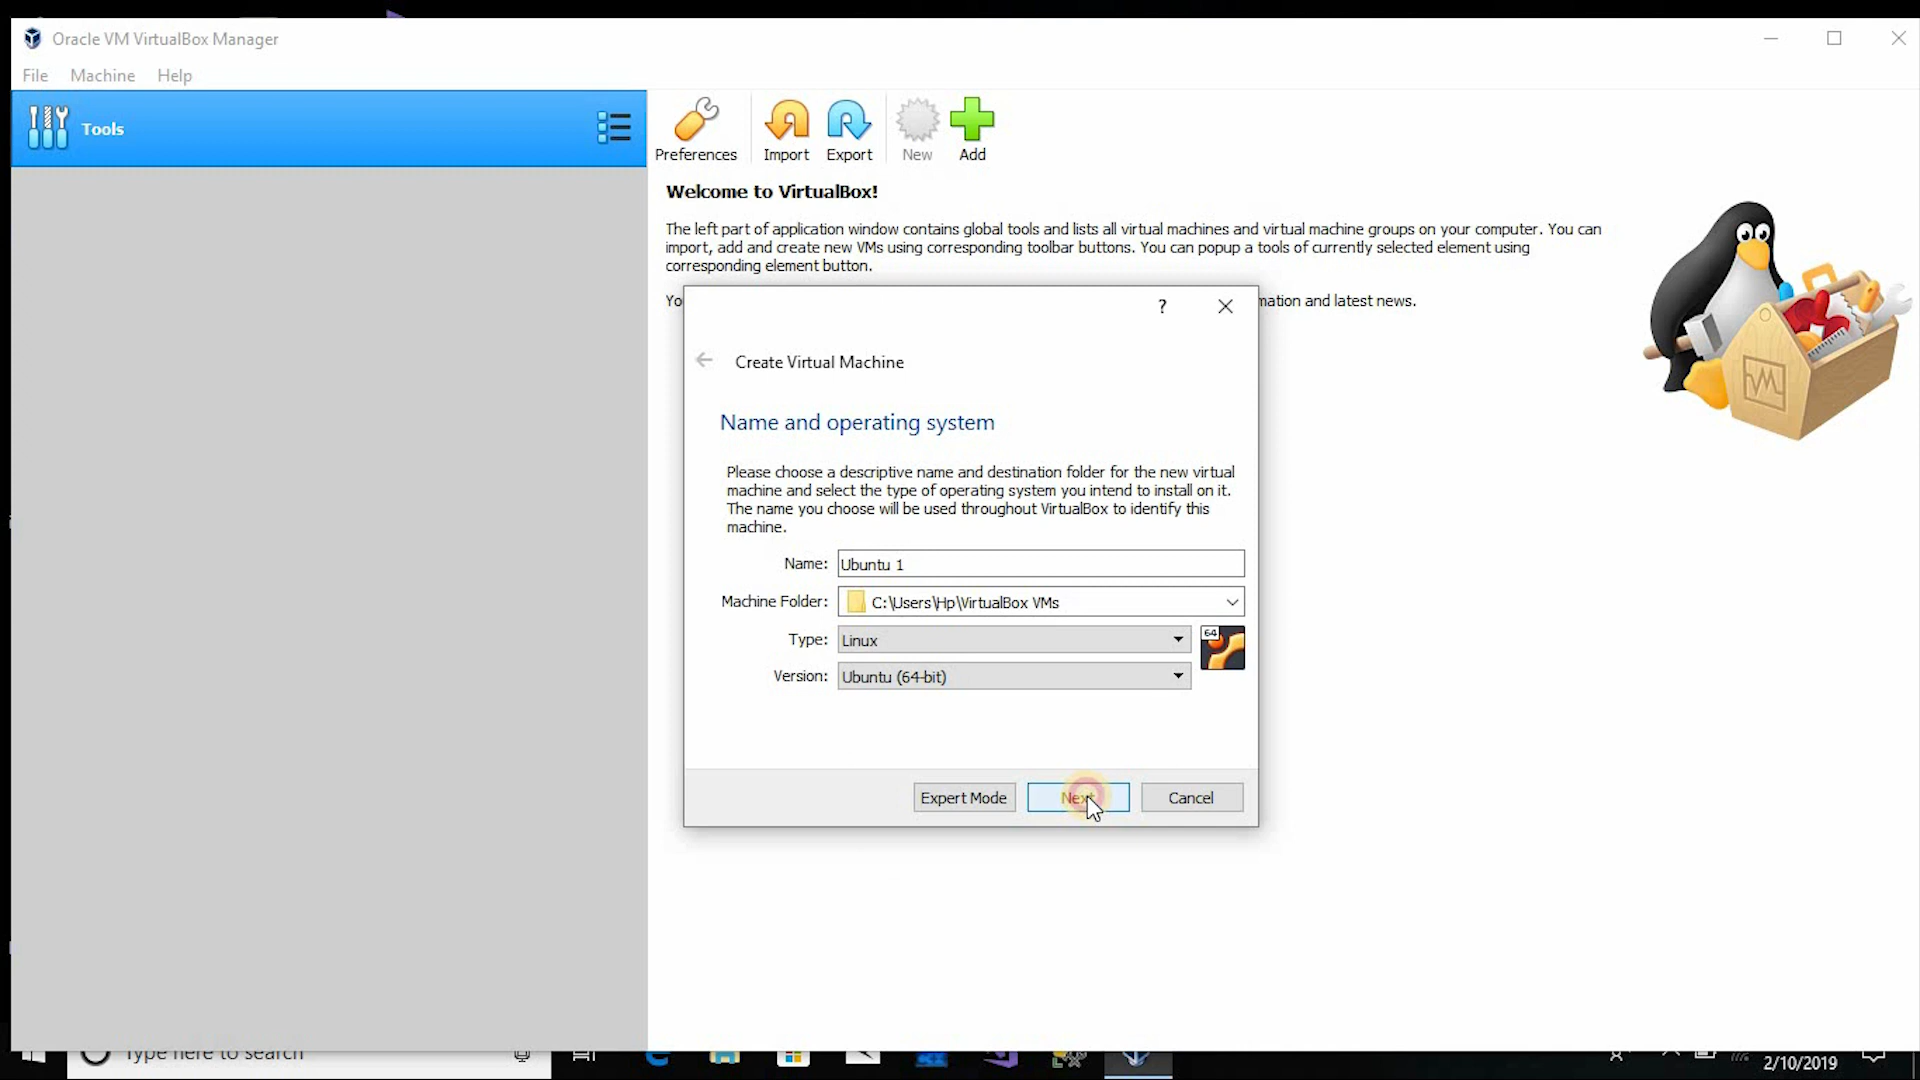 Oracle VM VirtualBox Manager
File Machine Help
Tools
Preferences Import Export New Add
Welcome to VirtualBox!
The left part of application window contains global tools and lists all virtual machines and virtual machine groups on your computer. You can
import, add and create new VMs using corresponding toolbar buttons. You can popup a tools of currently selected element using
corresponding element button.
Yo
mation and latest news.
?
Create Virtual Machine
Name and operating system
Please choose a descriptive name and destination folder for the new virtual
machine and select the type of operating system you intend to install on it.
The name you choose will be used throughout VirtualBox to identify this
machine.
Name: Ubuntu 1
Machine Folder: C:\Users\Hp\VirtualBox VMs
Type: Linux
64
Version: Ubuntu (64-bit)
Expert Mode Next Cancel
Type here to search
2/10/2019